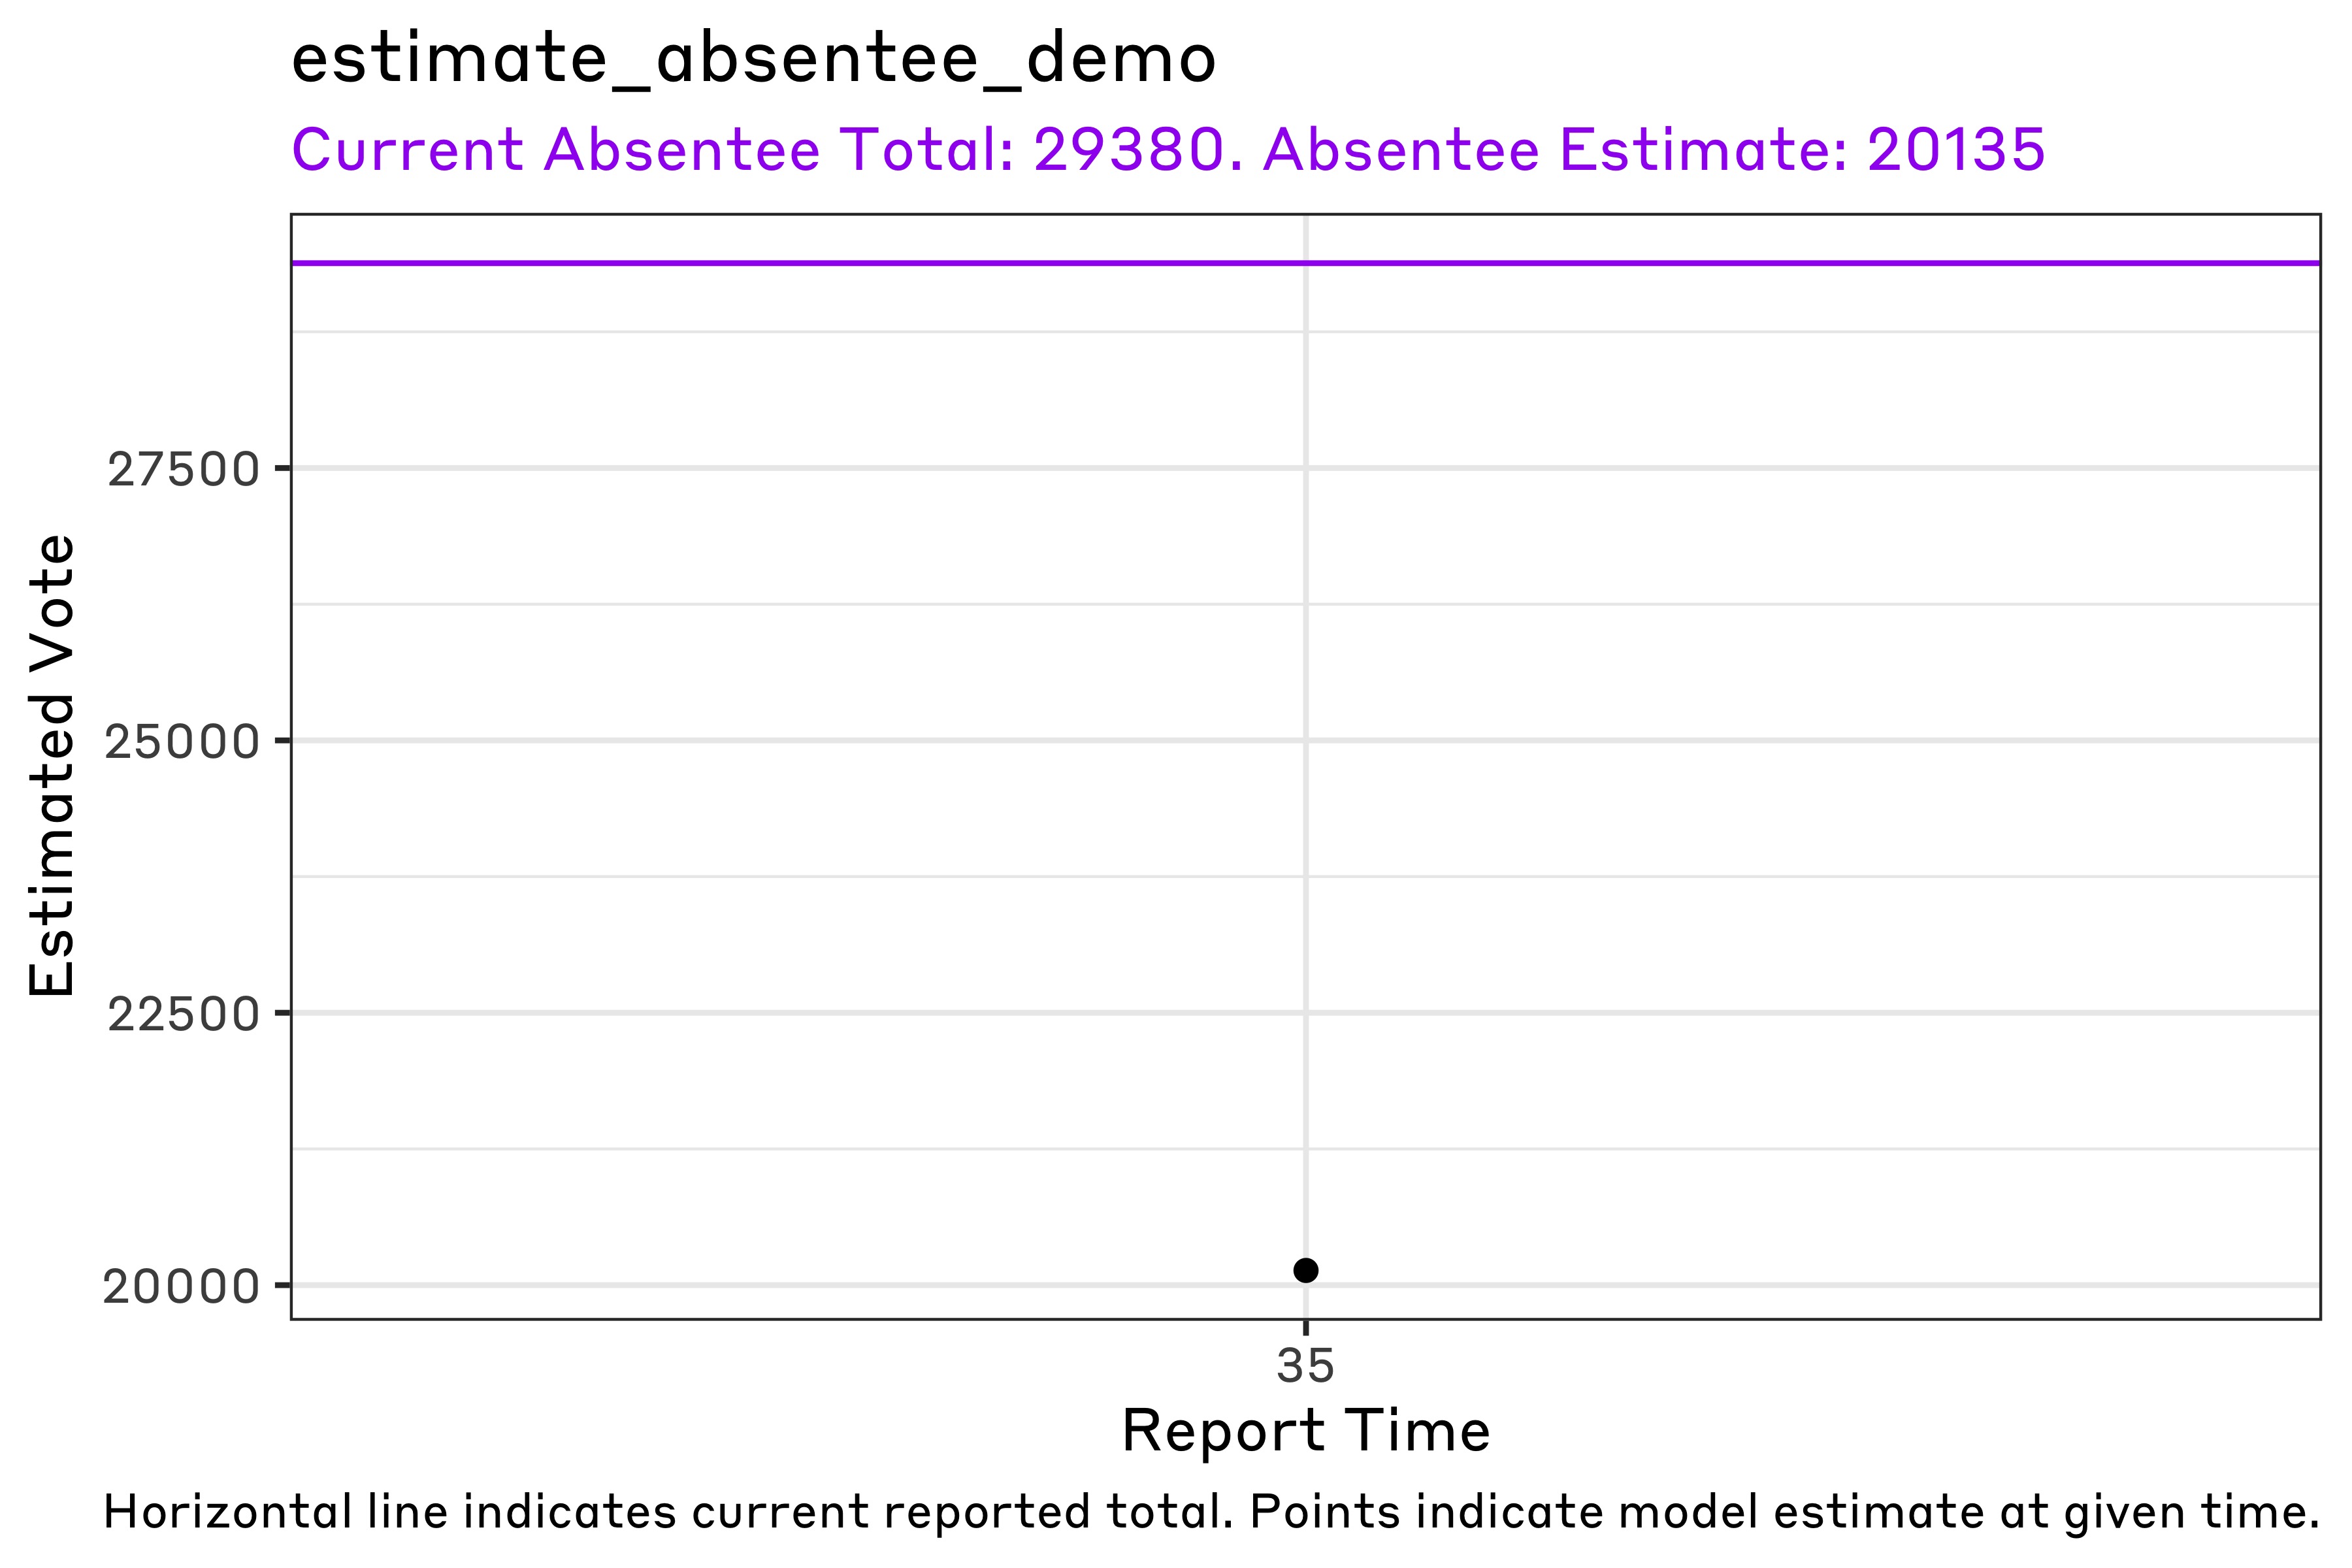 estimate_absentee_demo
Current Absentee Total: 29380. Absentee Estimate: 20135
Estimated Vote
27500
25000
22500
20000
35
Report Time
Horizontal line indicates current reported total. Points indicate model estimate at given time.